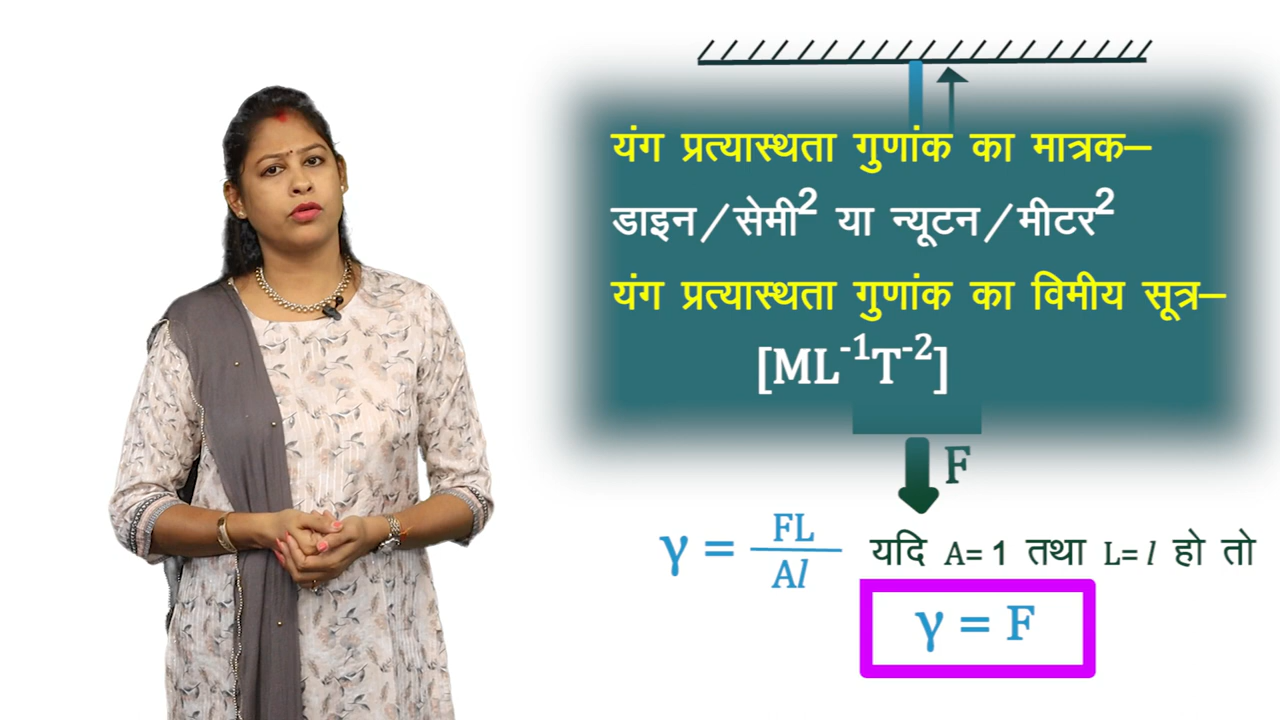 यंग प्रत्यास्थता गुणांक का मात्रक–
डाइन/सेमी² या न्यूटन/मीटर²
यंग प्रत्यास्थता गुणांक का विमीय सूत्र–
[ML⁻¹T⁻²]
F
γ = FL/Al यदि A= 1 तथा L= l हो तो
γ = F